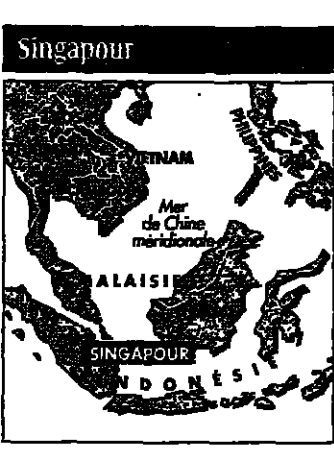 Singapour
VIETNAM
PHILIPPINES
Mer
de Chine
méridionale
MALAISIE
SINGAPOUR
INDONÉSIE